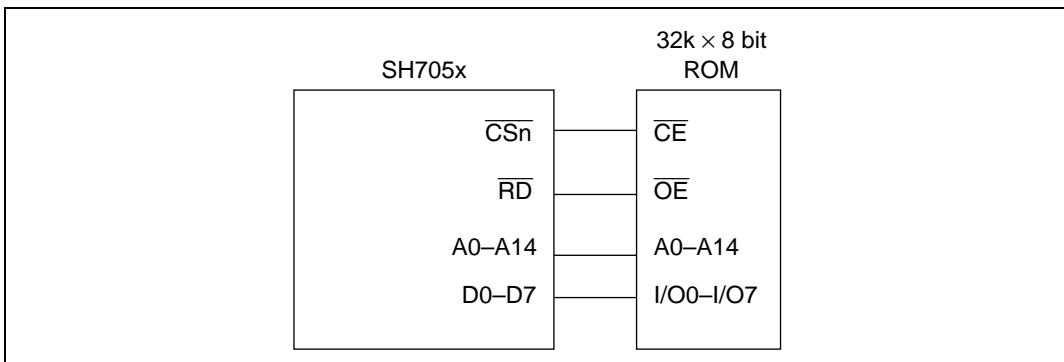 32k × 8 bit
SH705x ROM
CSn CE
RD OE
A0–A14 A0–A14
D0–D7 I/O0–I/O7